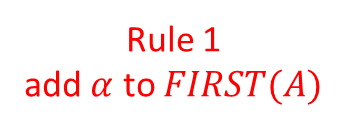 Rule 1
add 𝛼 to 𝐹𝐼𝑅𝑆𝑇(𝐴)